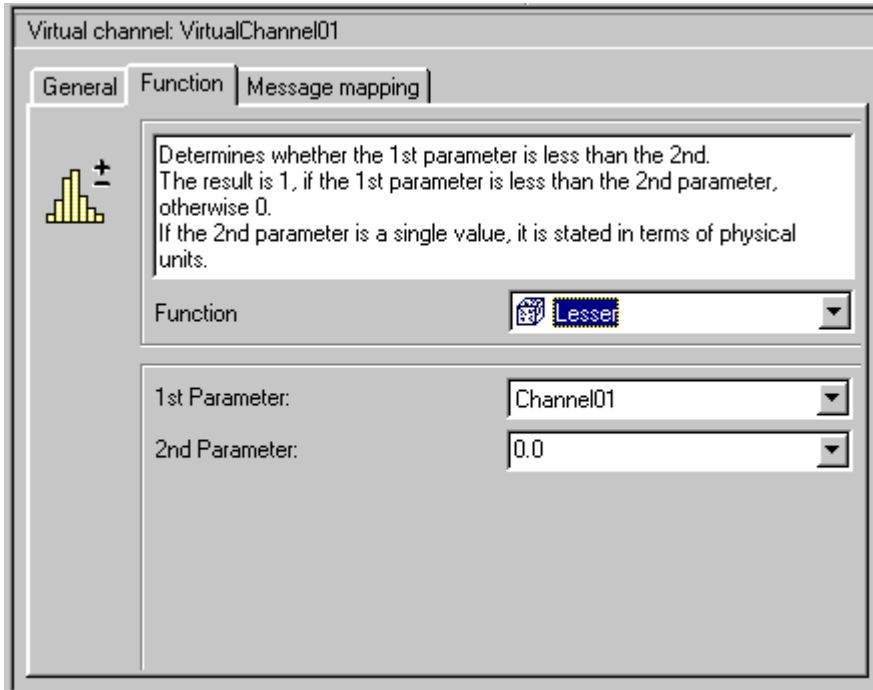 Virtual channel: VirtualChannel01
General Function Message mapping
Determines whether the 1st parameter is less than the 2nd.
The result is 1, if the 1st parameter is less than the 2nd parameter,
otherwise 0.
If the 2nd parameter is a single value, it is stated in terms of physical
units.
Function Lesser
1st Parameter: Channel01
2nd Parameter: 0.0